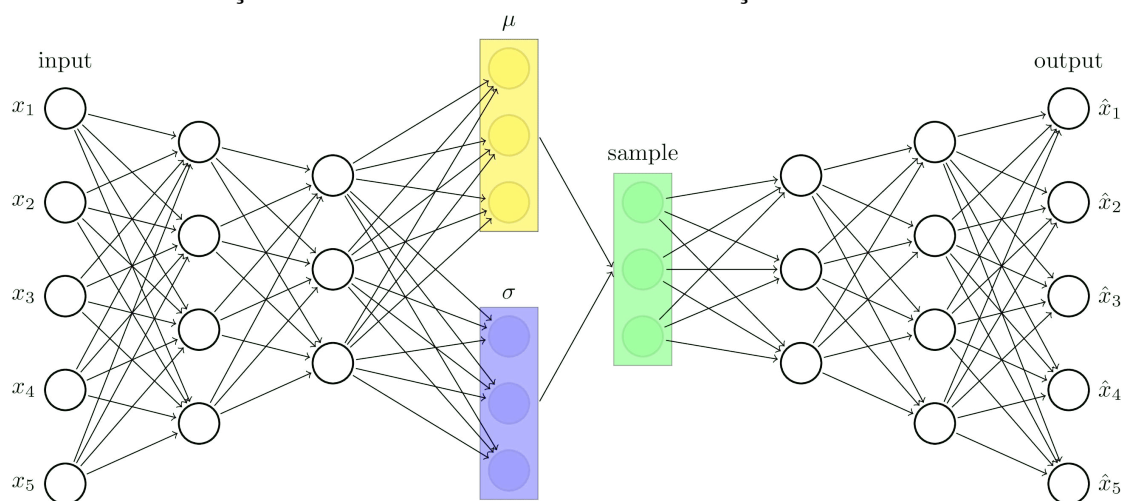 μ
input
output
x₁
x̂₁
sample
x₂
x̂₂
x₃
σ
x̂₃
x₄
x̂₄
x₅
x̂₅